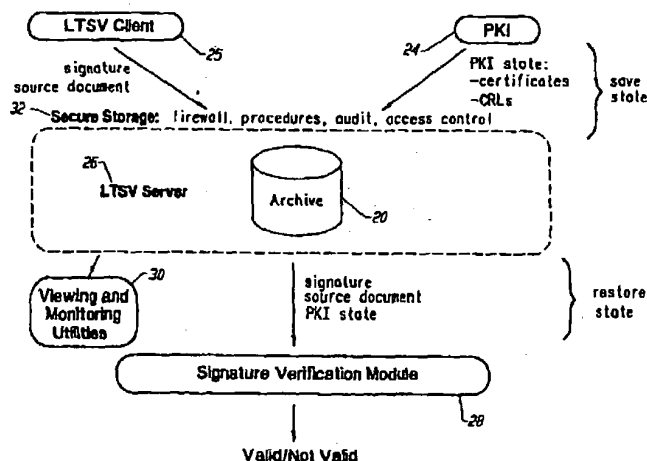 LTSV Client
25
PKI
24
signature
source document
PKI state:
-certificates
-CRLs
save
state
32
Secure Storage: firewall, procedures, audit, access control
26
LTSV Server
Archive
20
30
Viewing and
Monitoring
Utilities
signature
source document
PKI state
restore
state
Signature Verification Module
28
Valid/Not Valid